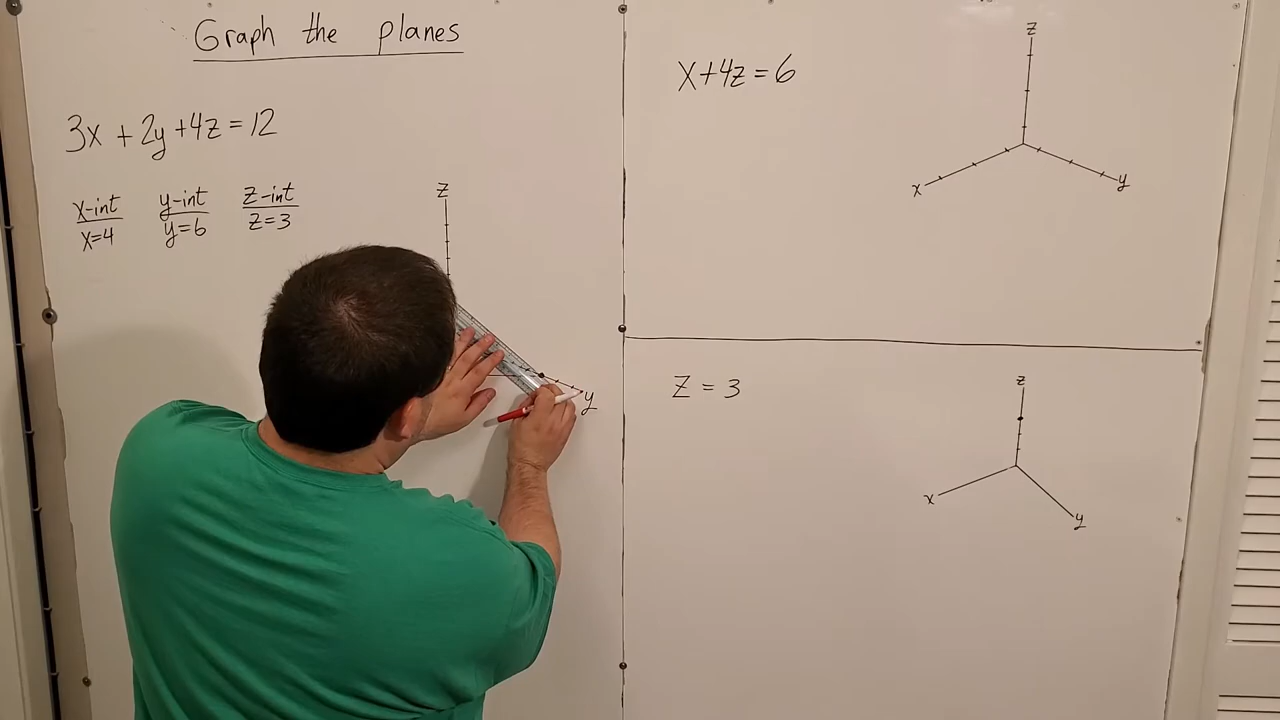 Graph the planes
3x + 2y + 4z = 12
x-int y-int z-int
x=4 y=6 z=3
z
y
x + 4z = 6
z
x
y
z = 3
z
x
y